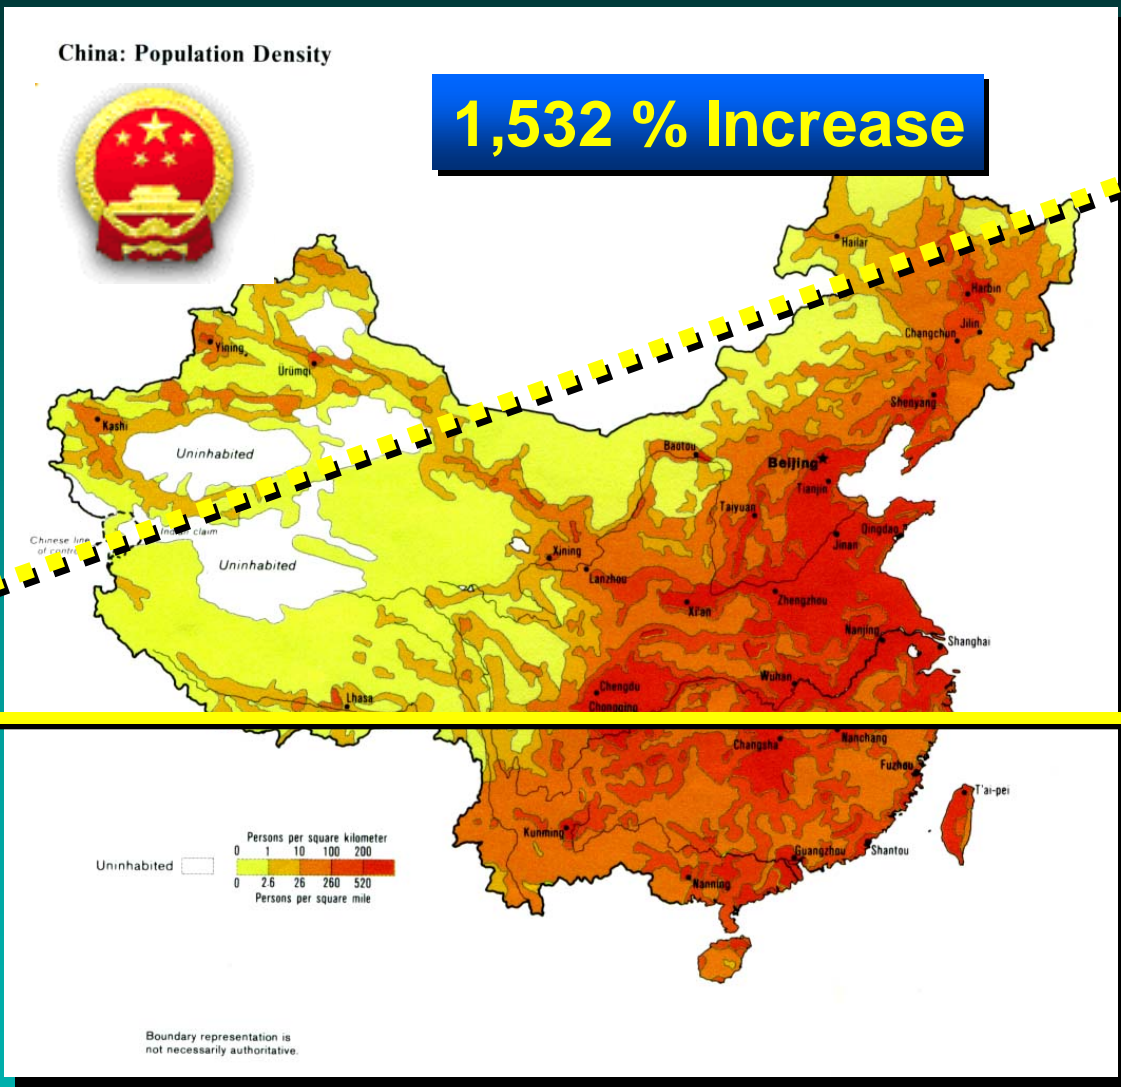 China: Population Density
1,532 % Increase
Hailar
Harbin
Jilin
Changchun
Yining
Ürümqi
Shenyang
Kashi
Baotou
Uninhabited
Beijing
Tianjin
Taiyuan
Qingdao
Chinese line
of
claim
Jinan
Xining
Uninhabited
Lanzhou
Zhengzhou
Xi'an
Nanjing
Shanghai
Wuhan
Chengdu
Lhasa
Chongqing
Nanchang
Changsha
Fuzhou
T'ai-pei
Kunming
Persons per square kilometer
0 1 10 100 200
Uninhabited
0 2.6 26 260 520
Persons per square mile
Guangzhou
Shantou
Nanning
Boundary representation is
not necessarily authoritative.